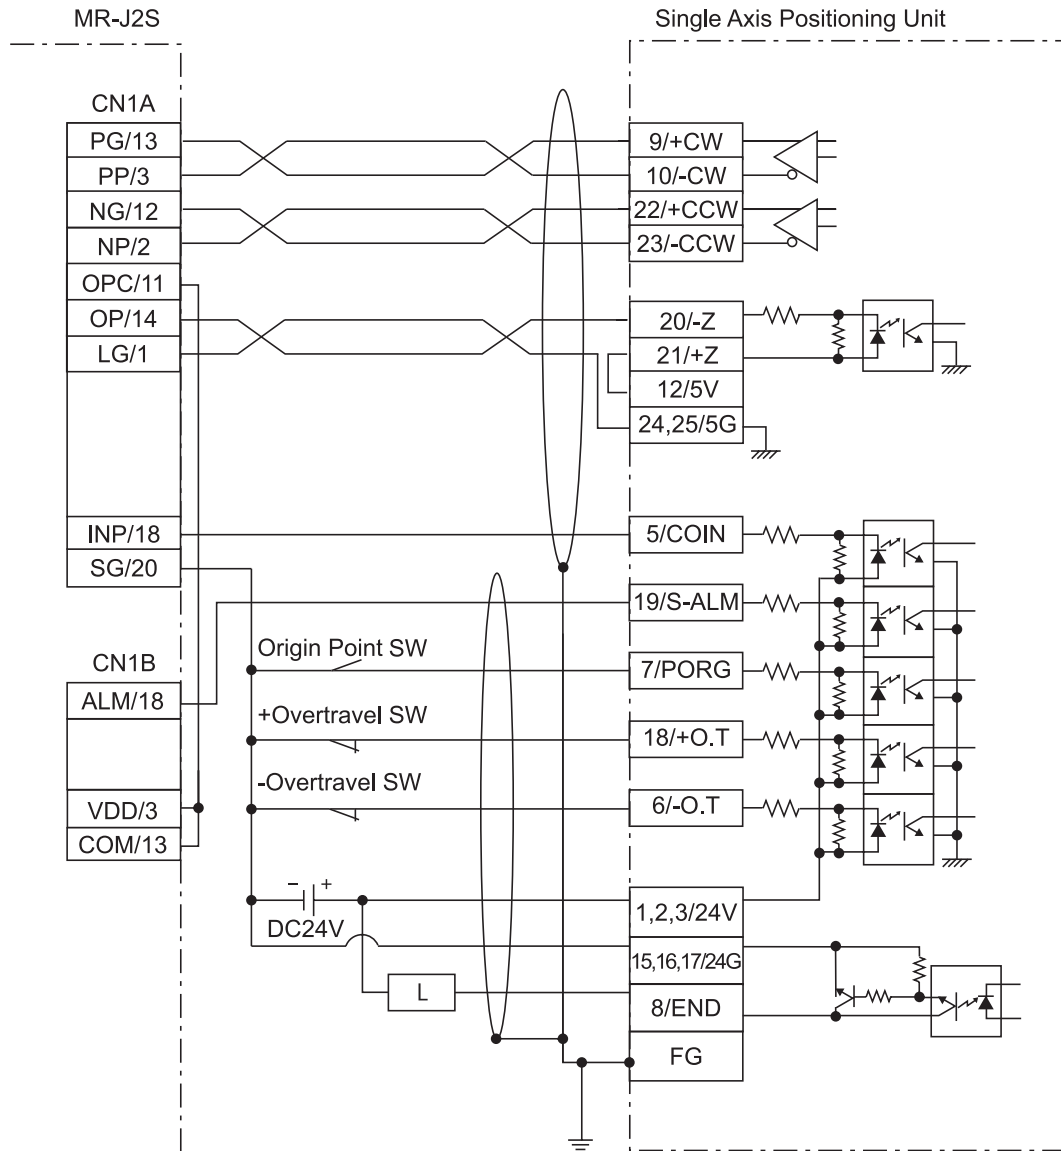 MR-J2S
Single Axis Positioning Unit
CN1A
PG/13
PP/3
NG/12
NP/2
OPC/11
OP/14
LG/1
INP/18
SG/20
CN1B
ALM/18
VDD/3
COM/13
Origin Point SW
+Overtravel SW
-Overtravel SW
− +
DC24V
L
9/+CW
10/-CW
22/+CCW
23/-CCW
20/-Z
21/+Z
12/5V
24,25/5G
5/COIN
19/S-ALM
7/PORG
18/+O.T
6/-O.T
1,2,3/24V
15,16,17/24G
8/END
FG